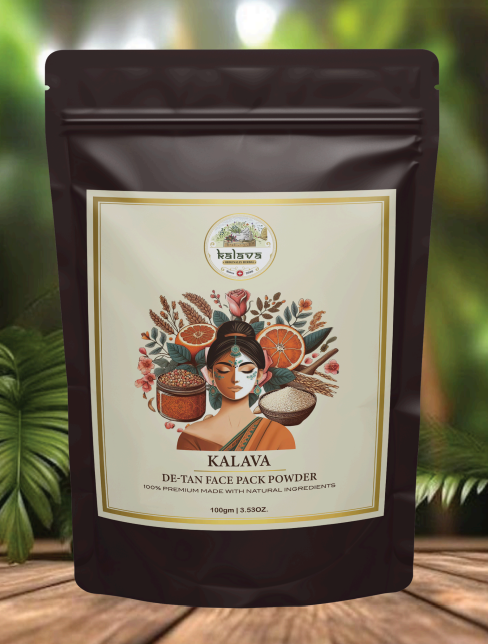 kalava
KALAVA
DE-TAN FACE PACK POWDER
100% PREMIUM MADE WITH NATURAL INGREDIENTS
100gm | 3.53OZ.